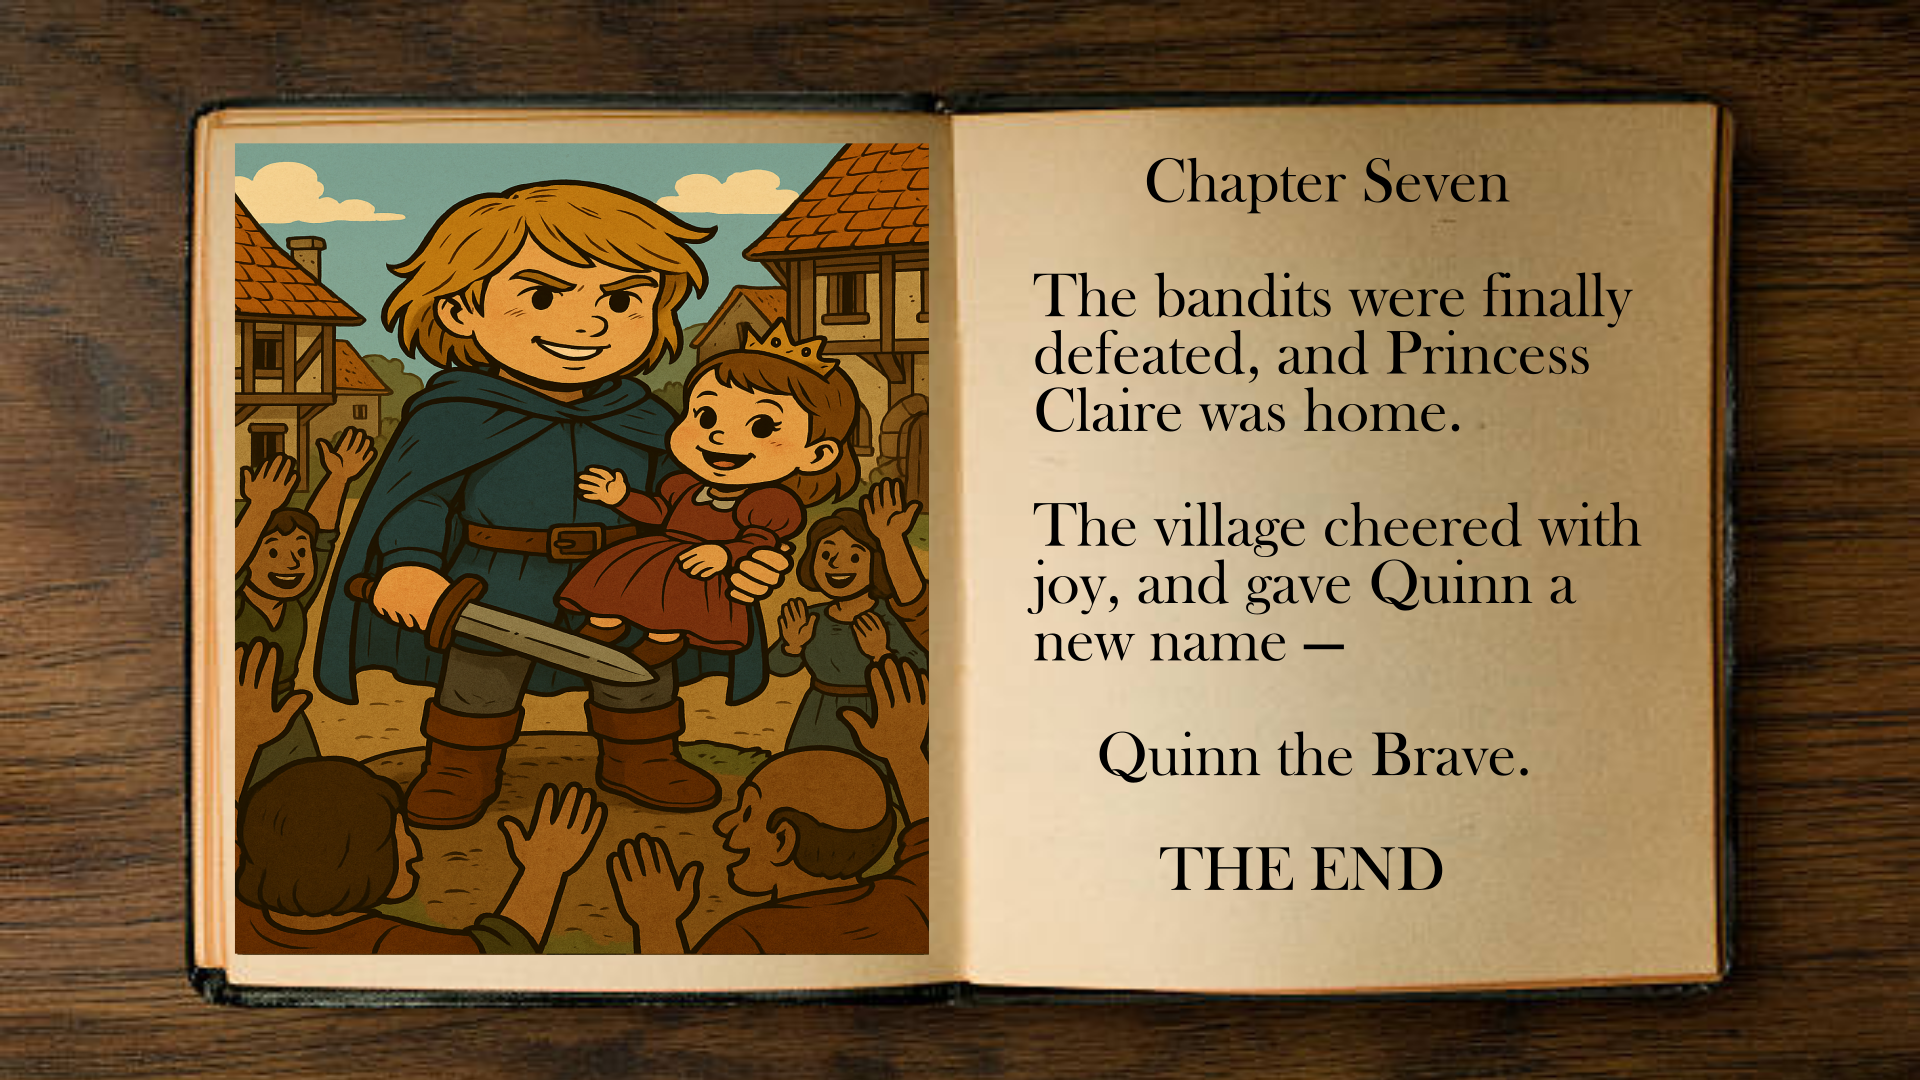 Chapter Seven
The bandits were finally
defeated, and Princess
Claire was home.
The village cheered with
joy, and gave Quinn a
new name —
Quinn the Brave.
THE END